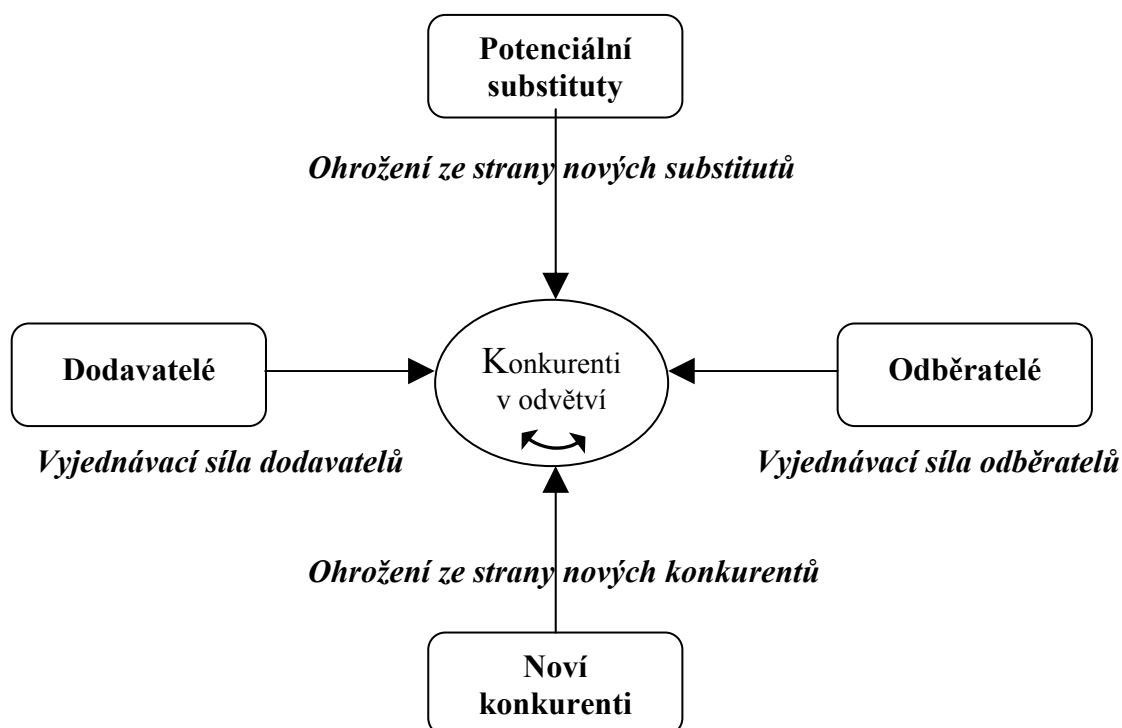 Potenciální
substituty
Ohrožení ze strany nových substitutů
Dodavatelé
Konkurenti
v odvětví
Odběratelé
Vyjednávací síla dodavatelů
Vyjednávací síla odběratelů
Ohrožení ze strany nových konkurentů
Noví
konkurenti